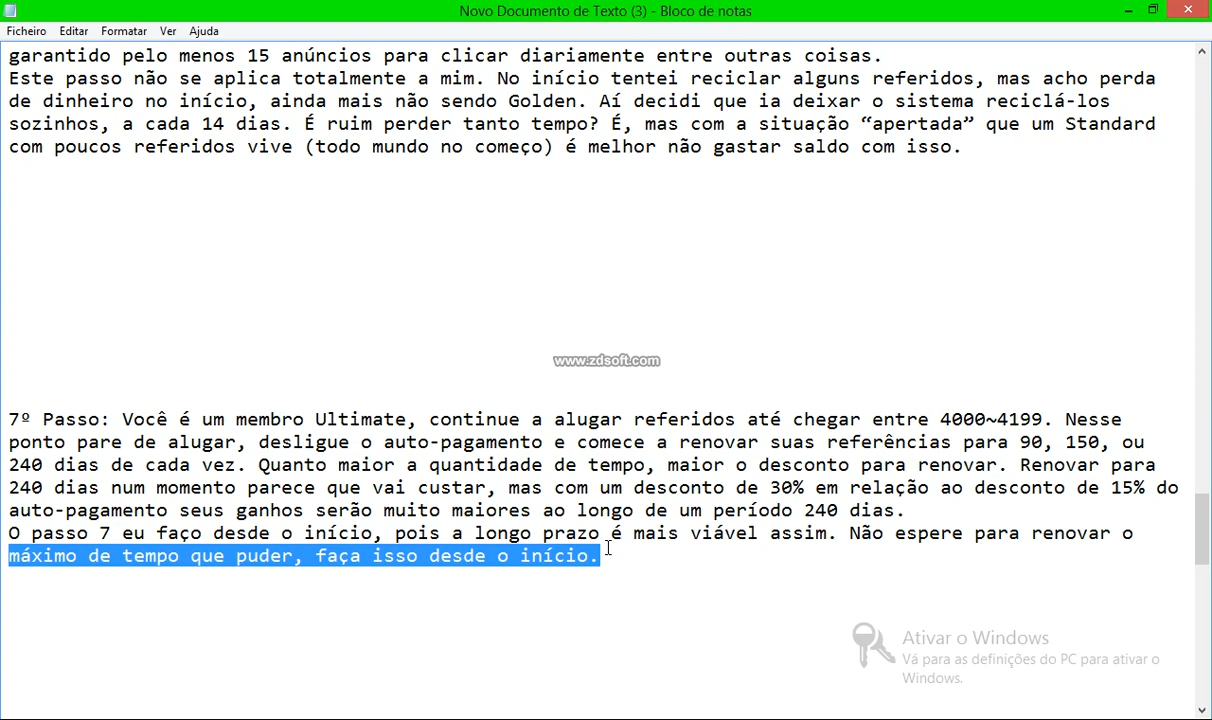 Novo Documento de Texto (3) - Bloco de notas
Ficheiro Editar Formatar Ver Ajuda
garantido pelo menos 15 anúncios para clicar diariamente entre outras coisas.
Este passo não se aplica totalmente a mim. No início tentei reciclar alguns referidos, mas acho perda
de dinheiro no início, ainda mais não sendo Golden. Aí decidi que ia deixar o sistema reciclá-los
sozinhos, a cada 14 dias. É ruim perder tanto tempo? É, mas com a situação “apertada” que um Standard
com poucos referidos vive (todo mundo no começo) é melhor não gastar saldo com isso.
www.zdsoft.com
7º Passo: Você é um membro Ultimate, continue a alugar referidos até chegar entre 4000~4199. Nesse
ponto pare de alugar, desligue o auto-pagamento e comece a renovar suas referências para 90, 150, ou
240 dias de cada vez. Quanto maior a quantidade de tempo, maior o desconto para renovar. Renovar para
240 dias num momento parece que vai custar, mas com um desconto de 30% em relação ao desconto de 15% do
auto-pagamento seus ganhos serão muito maiores ao longo de um período 240 dias.
O passo 7 eu faço desde o início, pois a longo prazo é mais viável assim. Não espere para renovar o
máximo de tempo que puder, faça isso desde o início.
Ativar o Windows
Vá para as definições do PC para ativar o
Windows.